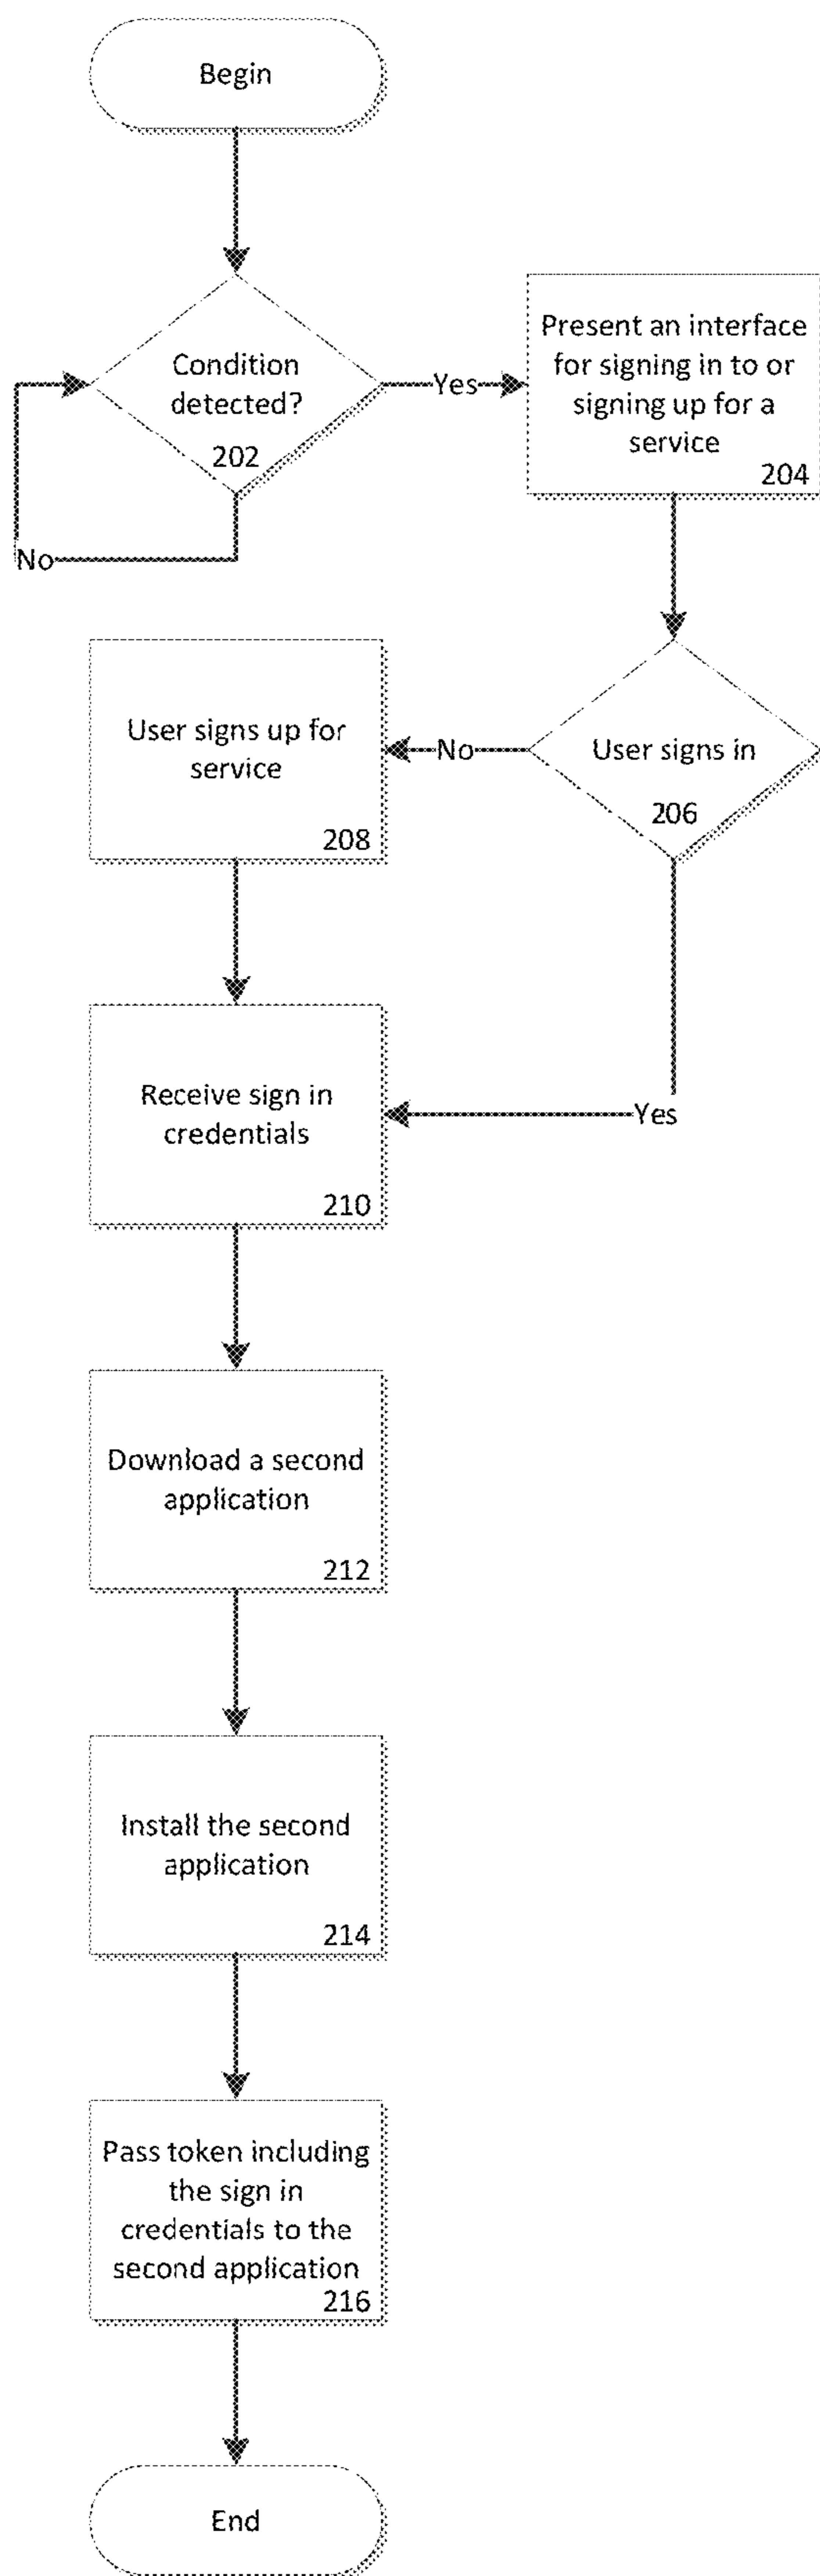 Begin
Condition
detected?
202
Yes
No
Present an interface
for signing in to or
signing up for a
service
204
User signs in
206
No
Yes
User signs up for
service
208
Receive sign in
credentials
210
Download a second
application
212
Install the second
application
214
Pass token including
the sign in
credentials to the
second application
216
End